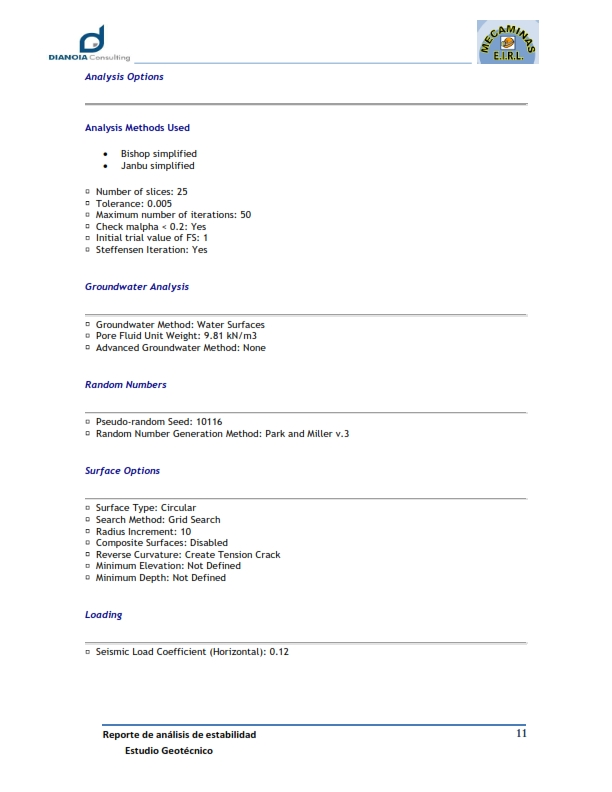 DIANOIA Consulting
MECAMINAS
E.I.R.L.
Analysis Options
Analysis Methods Used
• Bishop simplified
• Janbu simplified
¤ Number of slices: 25
¤ Tolerance: 0.005
¤ Maximum number of iterations: 50
¤ Check malpha < 0.2: Yes
¤ Initial trial value of FS: 1
¤ Steffensen Iteration: Yes
Groundwater Analysis
¤ Groundwater Method: Water Surfaces
¤ Pore Fluid Unit Weight: 9.81 kN/m3
¤ Advanced Groundwater Method: None
Random Numbers
¤ Pseudo-random Seed: 10116
¤ Random Number Generation Method: Park and Miller v.3
Surface Options
¤ Surface Type: Circular
¤ Search Method: Grid Search
¤ Radius Increment: 10
¤ Composite Surfaces: Disabled
¤ Reverse Curvature: Create Tension Crack
¤ Minimum Elevation: Not Defined
¤ Minimum Depth: Not Defined
Loading
¤ Seismic Load Coefficient (Horizontal): 0.12
Reporte de análisis de estabilidad 11
Estudio Geotécnico